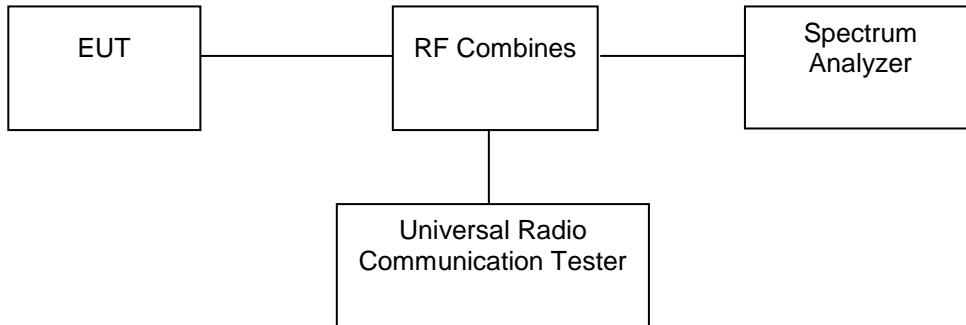 EUT
RF Combines
Spectrum
Analyzer
Universal Radio
Communication Tester